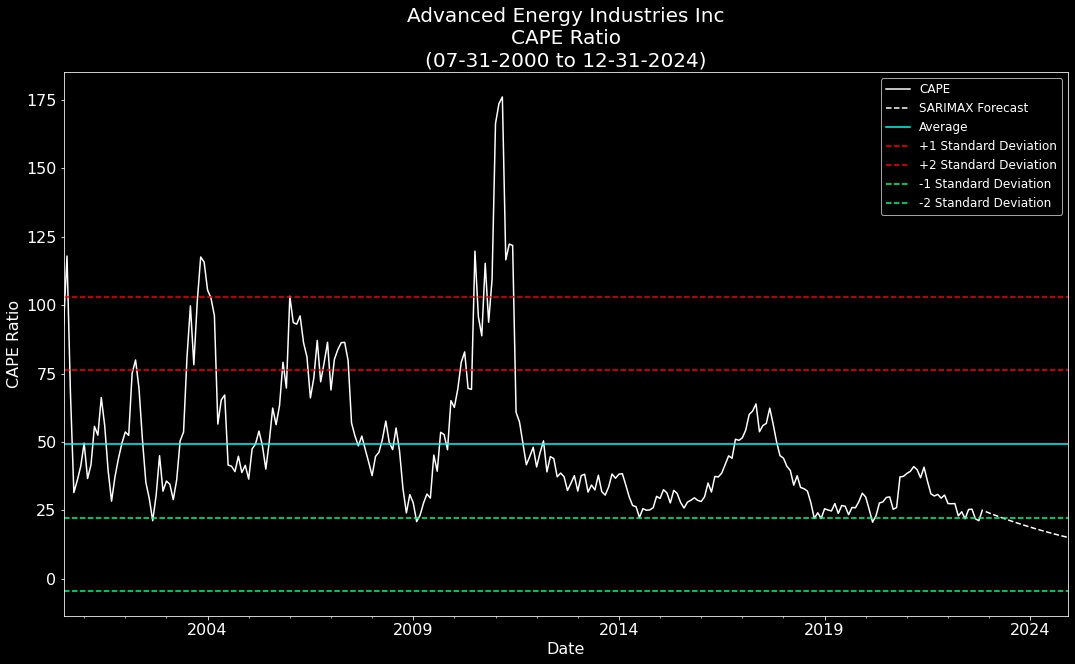 Advanced Energy Industries Inc
CAPE Ratio
(07-31-2000 to 12-31-2024)
CAPE
SARIMAX Forecast
Average
+1 Standard Deviation
+2 Standard Deviation
-1 Standard Deviation
-2 Standard Deviation
CAPE Ratio
175
150
125
100
75
50
25
0
2004
2009
2014
2019
2024
Date